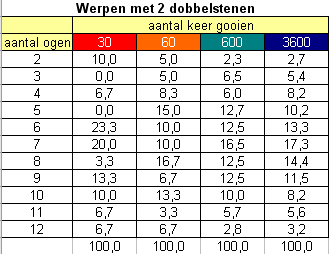 Werpen met 2 dobbelstenen
aantal keer gooien
aantal ogen 30 60 600 3600
2 10,0 5,0 2,3 2,7
3 0,0 5,0 6,5 5,4
4 6,7 8,3 6,0 8,2
5 0,0 15,0 12,7 10,2
6 23,3 10,0 12,5 13,3
7 20,0 10,0 16,5 17,3
8 3,3 16,7 12,5 14,4
9 13,3 6,7 12,5 11,5
10 10,0 13,3 10,0 8,2
11 6,7 3,3 5,7 5,6
12 6,7 6,7 2,8 3,2
100,0 100,0 100,0 100,0